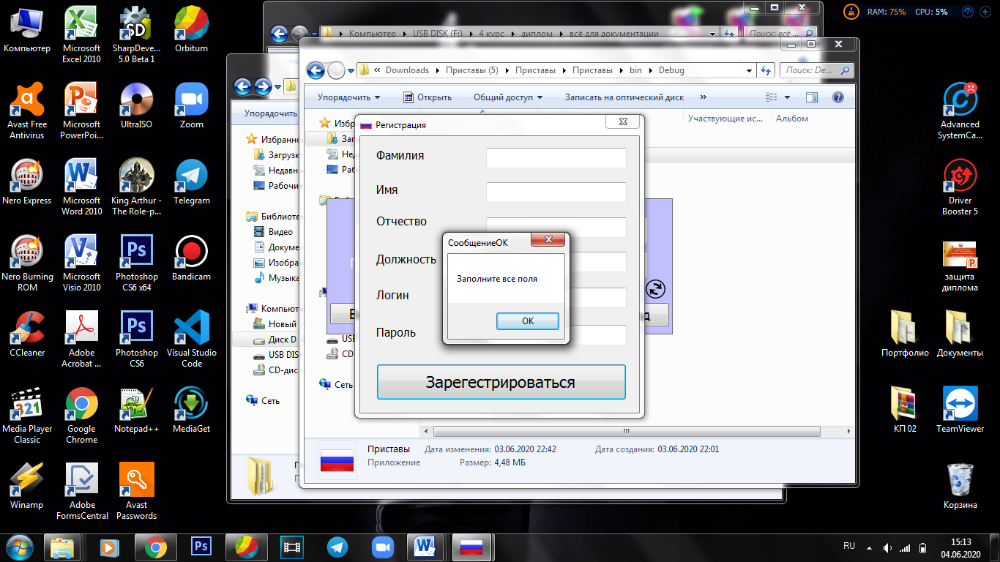 Компьютер
Microsoft
Excel 2010
SharpDeve...
5.0 Beta 1
Orbitum
Avast Free
Antivirus
Microsoft
PowerPoi...
UltraISO
Zoom
Nero Express
Microsoft
Word 2010
King Arthur -
The Role-p...
Telegram
Nero Burning
ROM
Microsoft
Visio 2010
Photoshop
CS6 x64
Bandicam
CCleaner
Adobe
Acrobat ...
Photoshop
CS6
Visual Studio
Code
Media Player
Classic
Google
Chrome
Notepad++
MediaGet
Winamp
Adobe
FormsCentral
Avast
Passwords
RAM: 75% CPU: 5%
Компьютер USB DISK (F:) 4 курс диплом всё для документации
Поиск: всё ...
Downloads Приставы (5) Приставы Приставы bin Debug
Поиск: De...
Упорядочить Открыть Общий доступ Записать на оптический диск »
Участвующие ис... Альбом
Упорядочить
Избранно
Загрузк
Недавн
Рабочи
Библиоте
Видео
Докуме
Изобра
Музыка
Компьют
Новый
Диск D
USB DIS
CD-дис
Сеть
Избр
Заг
Нед
Раб
USB
CD-
Сеть
Регистрация
Фамилия
Имя
Отчество
Должность
Логин
Пароль
Зарегестрироваться
СообщениеОК
Заполните все поля
ОК
Приставы Дата изменения: 03.06.2020 22:42 Дата создания: 03.06.2020 22:01
Приложение Размер: 4,48 МБ
Advanced
SystemCa...
Driver
Booster 5
защита
диплома
Портфолио
Документы
КП 02
TeamViewer
Корзина
RU
15:13
04.06.2020